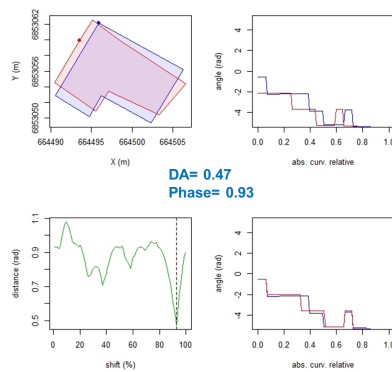 6853062
6853056
6853050
Y (m)
664490 664495 664500 664505
X (m)
4
2
0
-2
-4
angle (rad)
0.0 0.2 0.4 0.6 0.8 1.0
abs. curv. relative
DA= 0.47
Phase= 0.93
1.1
0.9
0.7
0.5
distance (rad)
0 20 40 60 80 100
shift (%)
4
2
0
-2
-4
angle (rad)
0.0 0.2 0.4 0.6 0.8 1.0
abs. curv. relative